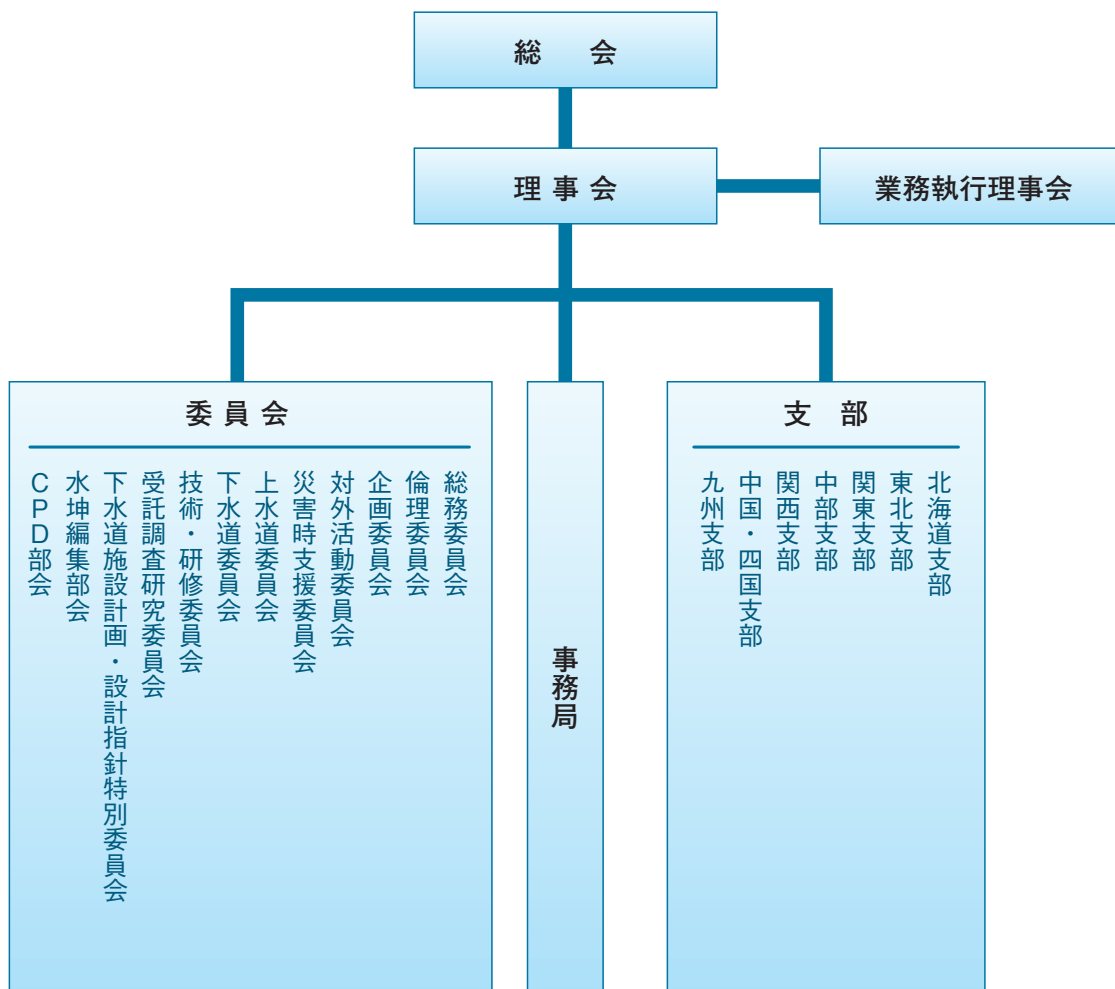 総　会
理事会
業務執行理事会
委員会
総務委員会
倫理委員会
企画委員会
対外活動委員会
災害時支援委員会
上水道委員会
下水道委員会
技術・研修委員会
受託調査研究委員会
下水道施設計画・設計指針特別委員会
水坤編集部会
CPD部会
事務局
支　部
北海道支部
東北支部
関東支部
中部支部
関西支部
中国・四国支部
九州支部